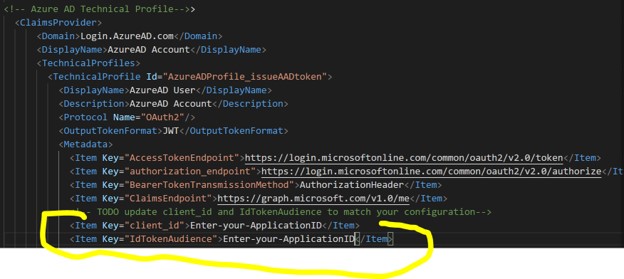 <!-- Azure AD Technical Profile-->>
<ClaimsProvider>
<Domain>Login.AzureAD.com</Domain>
<DisplayName>AzureAD Account</DisplayName>
<TechnicalProfiles>
<TechnicalProfile Id="AzureADProfile_issueAADtoken">
<DisplayName>AzureAD User</DisplayName>
<Description>AzureAD Account</Description>
<Protocol Name="OAuth2"/>
<OutputTokenFormat>JWT</OutputTokenFormat>
<Metadata>
<Item Key="AccessTokenEndpoint">https://login.microsoftonline.com/common/oauth2/v2.0/token</Item>
<Item Key="authorization_endpoint">https://login.microsoftonline.com/common/oauth2/v2.0/authorize</Item>
<Item Key="BearerTokenTransmissionMethod">AuthorizationHeader</Item>
<Item Key="ClaimsEndpoint">https://graph.microsoft.com/v1.0/me</Item>
-- TODO update client_id and IdTokenAudience to match your configuration-->
<Item Key="client_id">Enter-your-ApplicationID</Item>
<Item Key="IdTokenAudience">Enter-your-ApplicationID</Item>